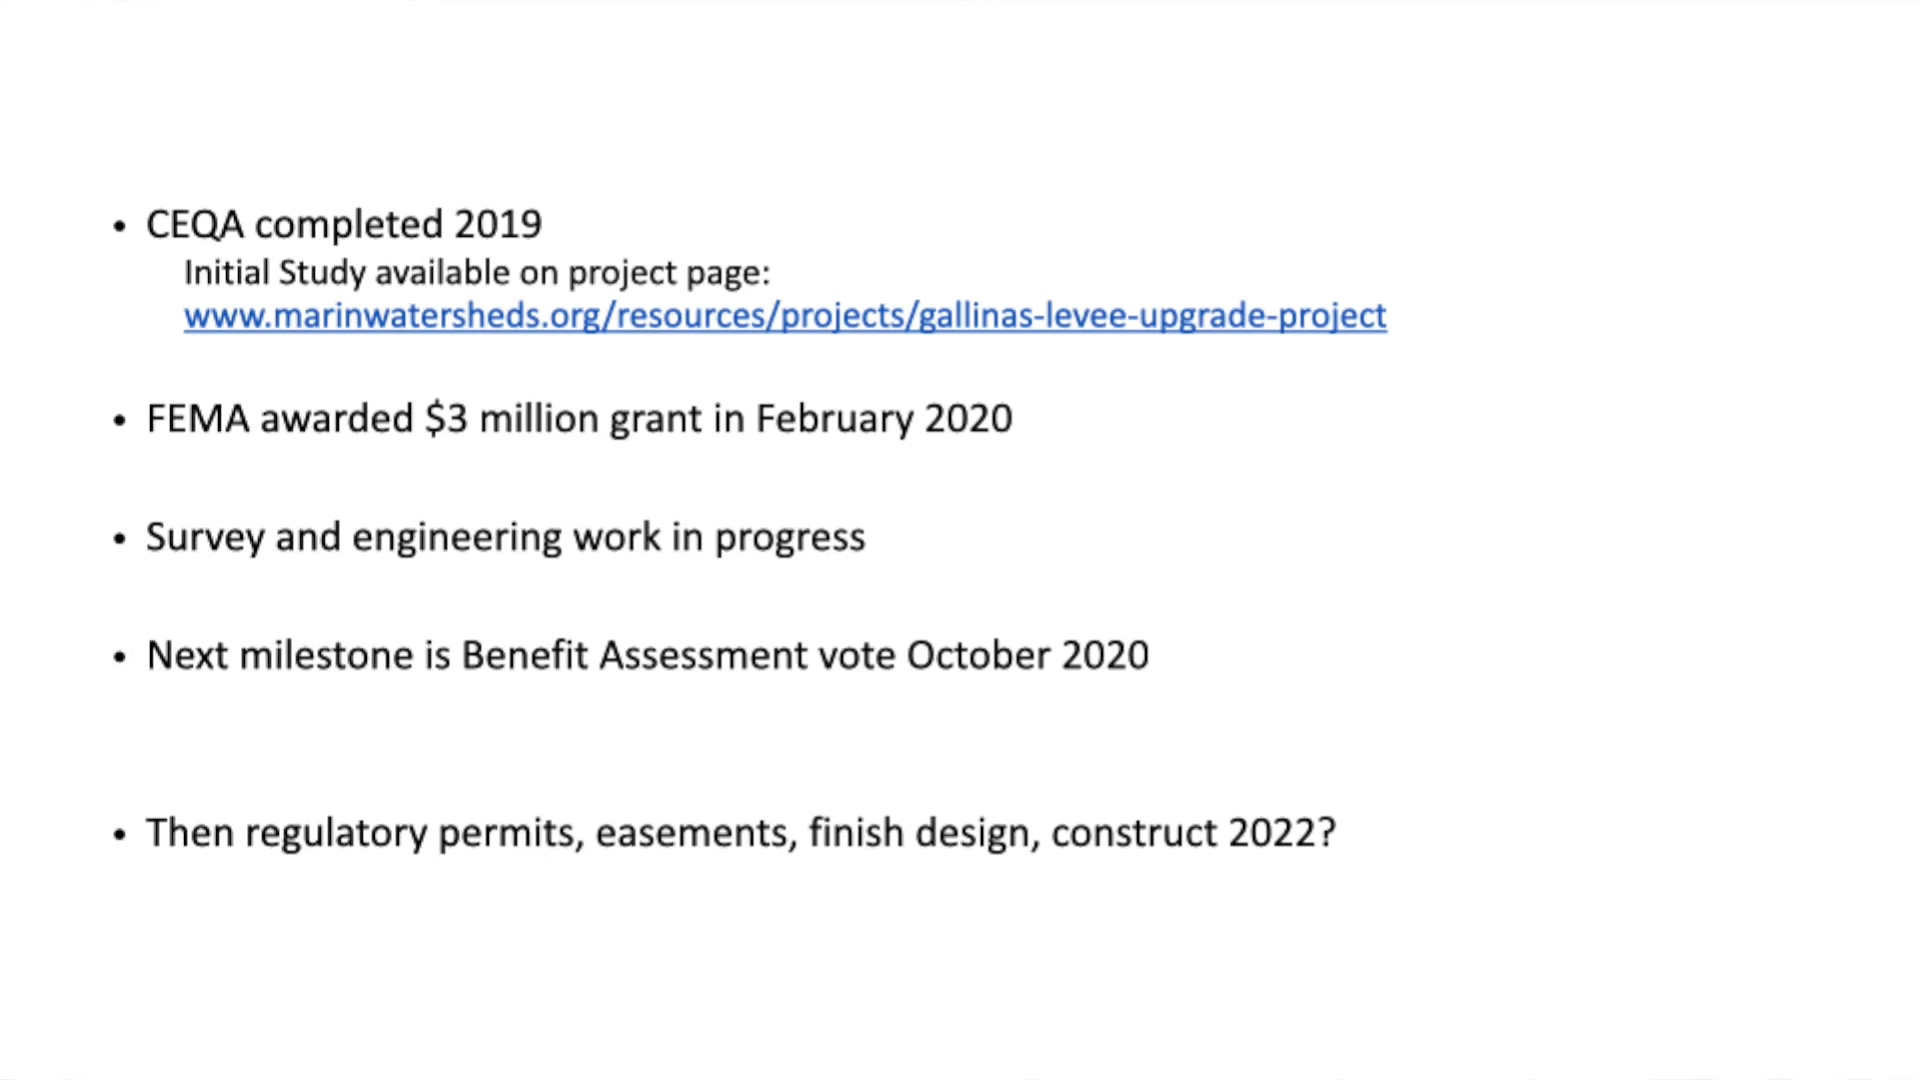 • CEQA completed 2019
Initial Study available on project page:
www.marinwatersheds.org/resources/projects/gallinas-levee-upgrade-project
• FEMA awarded $3 million grant in February 2020
• Survey and engineering work in progress
• Next milestone is Benefit Assessment vote October 2020
• Then regulatory permits, easements, finish design, construct 2022?